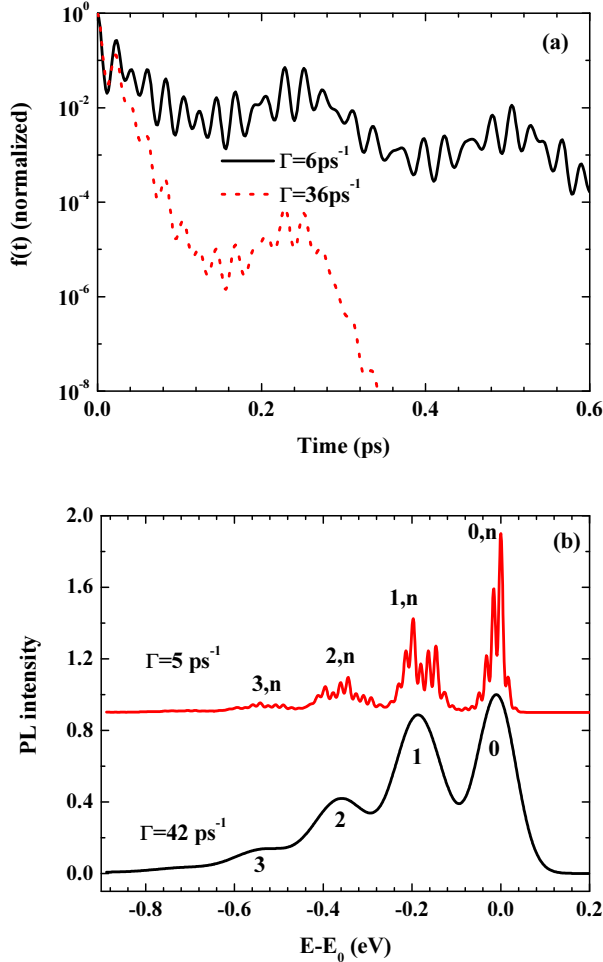 (a)
10⁰
10⁻²
10⁻⁴
10⁻⁶
10⁻⁸
f(t) (normalized)
Γ=6ps⁻¹
Γ=36ps⁻¹
0.0 0.2 0.4 0.6
Time (ps)
(b)
2.0
1.6
1.2
0.8
0.4
0.0
PL intensity
0,n
1,n
2,n
3,n
Γ=5 ps⁻¹
0
1
2
3
Γ=42 ps⁻¹
-0.8 -0.6 -0.4 -0.2 0.0 0.2
E-E₀ (eV)